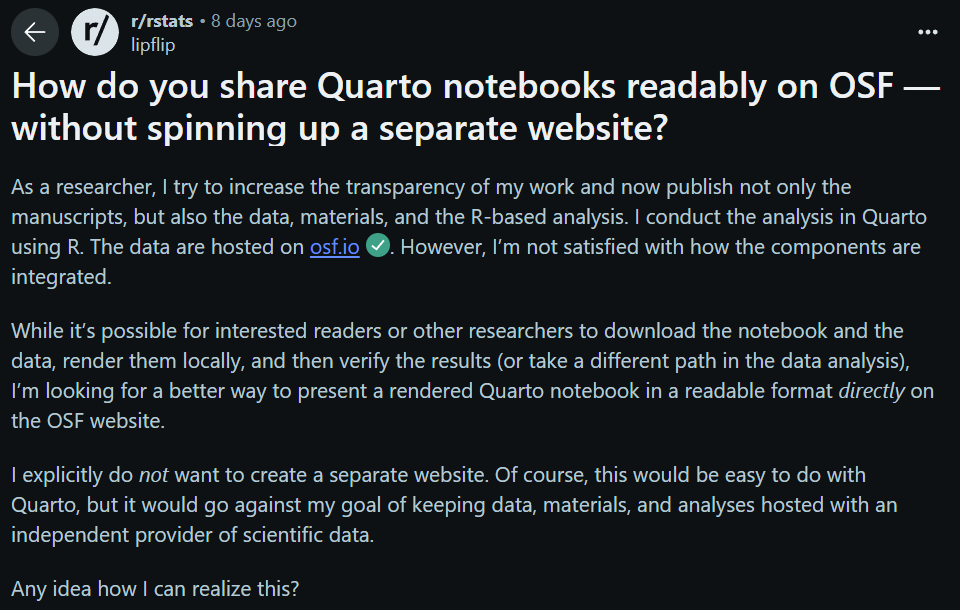 r/
r/rstats • 8 days ago
lipflip
How do you share Quarto notebooks readably on OSF —
without spinning up a separate website?
As a researcher, I try to increase the transparency of my work and now publish not only the
manuscripts, but also the data, materials, and the R-based analysis. I conduct the analysis in Quarto
using R. The data are hosted on osf.io. However, I’m not satisfied with how the components are
integrated.
While it’s possible for interested readers or other researchers to download the notebook and the
data, render them locally, and then verify the results (or take a different path in the data analysis),
I’m looking for a better way to present a rendered Quarto notebook in a readable format directly on
the OSF website.
I explicitly do not want to create a separate website. Of course, this would be easy to do with
Quarto, but it would go against my goal of keeping data, materials, and analyses hosted with an
independent provider of scientific data.
Any idea how I can realize this?